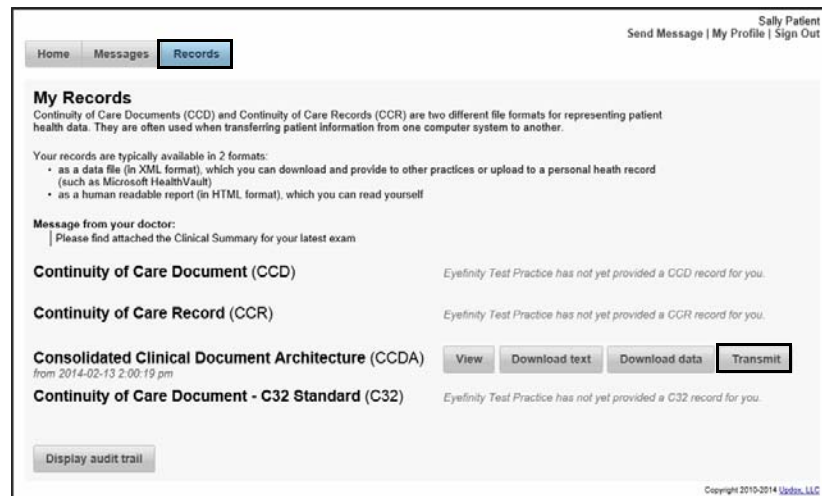 Sally Patient
Send Message | My Profile | Sign Out
Home Messages Records
My Records
Continuity of Care Documents (CCD) and Continuity of Care Records (CCR) are two different file formats for representing patient
health data. They are often used when transferring patient information from one computer system to another.
Your records are typically available in 2 formats:
• as a data file (in XML format), which you can download and provide to other practices or upload to a personal heath record
(such as Microsoft HealthVault)
• as a human readable report (in HTML format), which you can read yourself
Message from your doctor:
Please find attached the Clinical Summary for your latest exam
Continuity of Care Document (CCD) Eyefinity Test Practice has not yet provided a CCD record for you.
Continuity of Care Record (CCR) Eyefinity Test Practice has not yet provided a CCR record for you.
Consolidated Clinical Document Architecture (CCDA) View Download text Download data Transmit
from 2014-02-13 2:00:19 pm
Continuity of Care Document - C32 Standard (C32) Eyefinity Test Practice has not yet provided a C32 record for you.
Display audit trail
Copyright 2010-2014 Updox, LLC